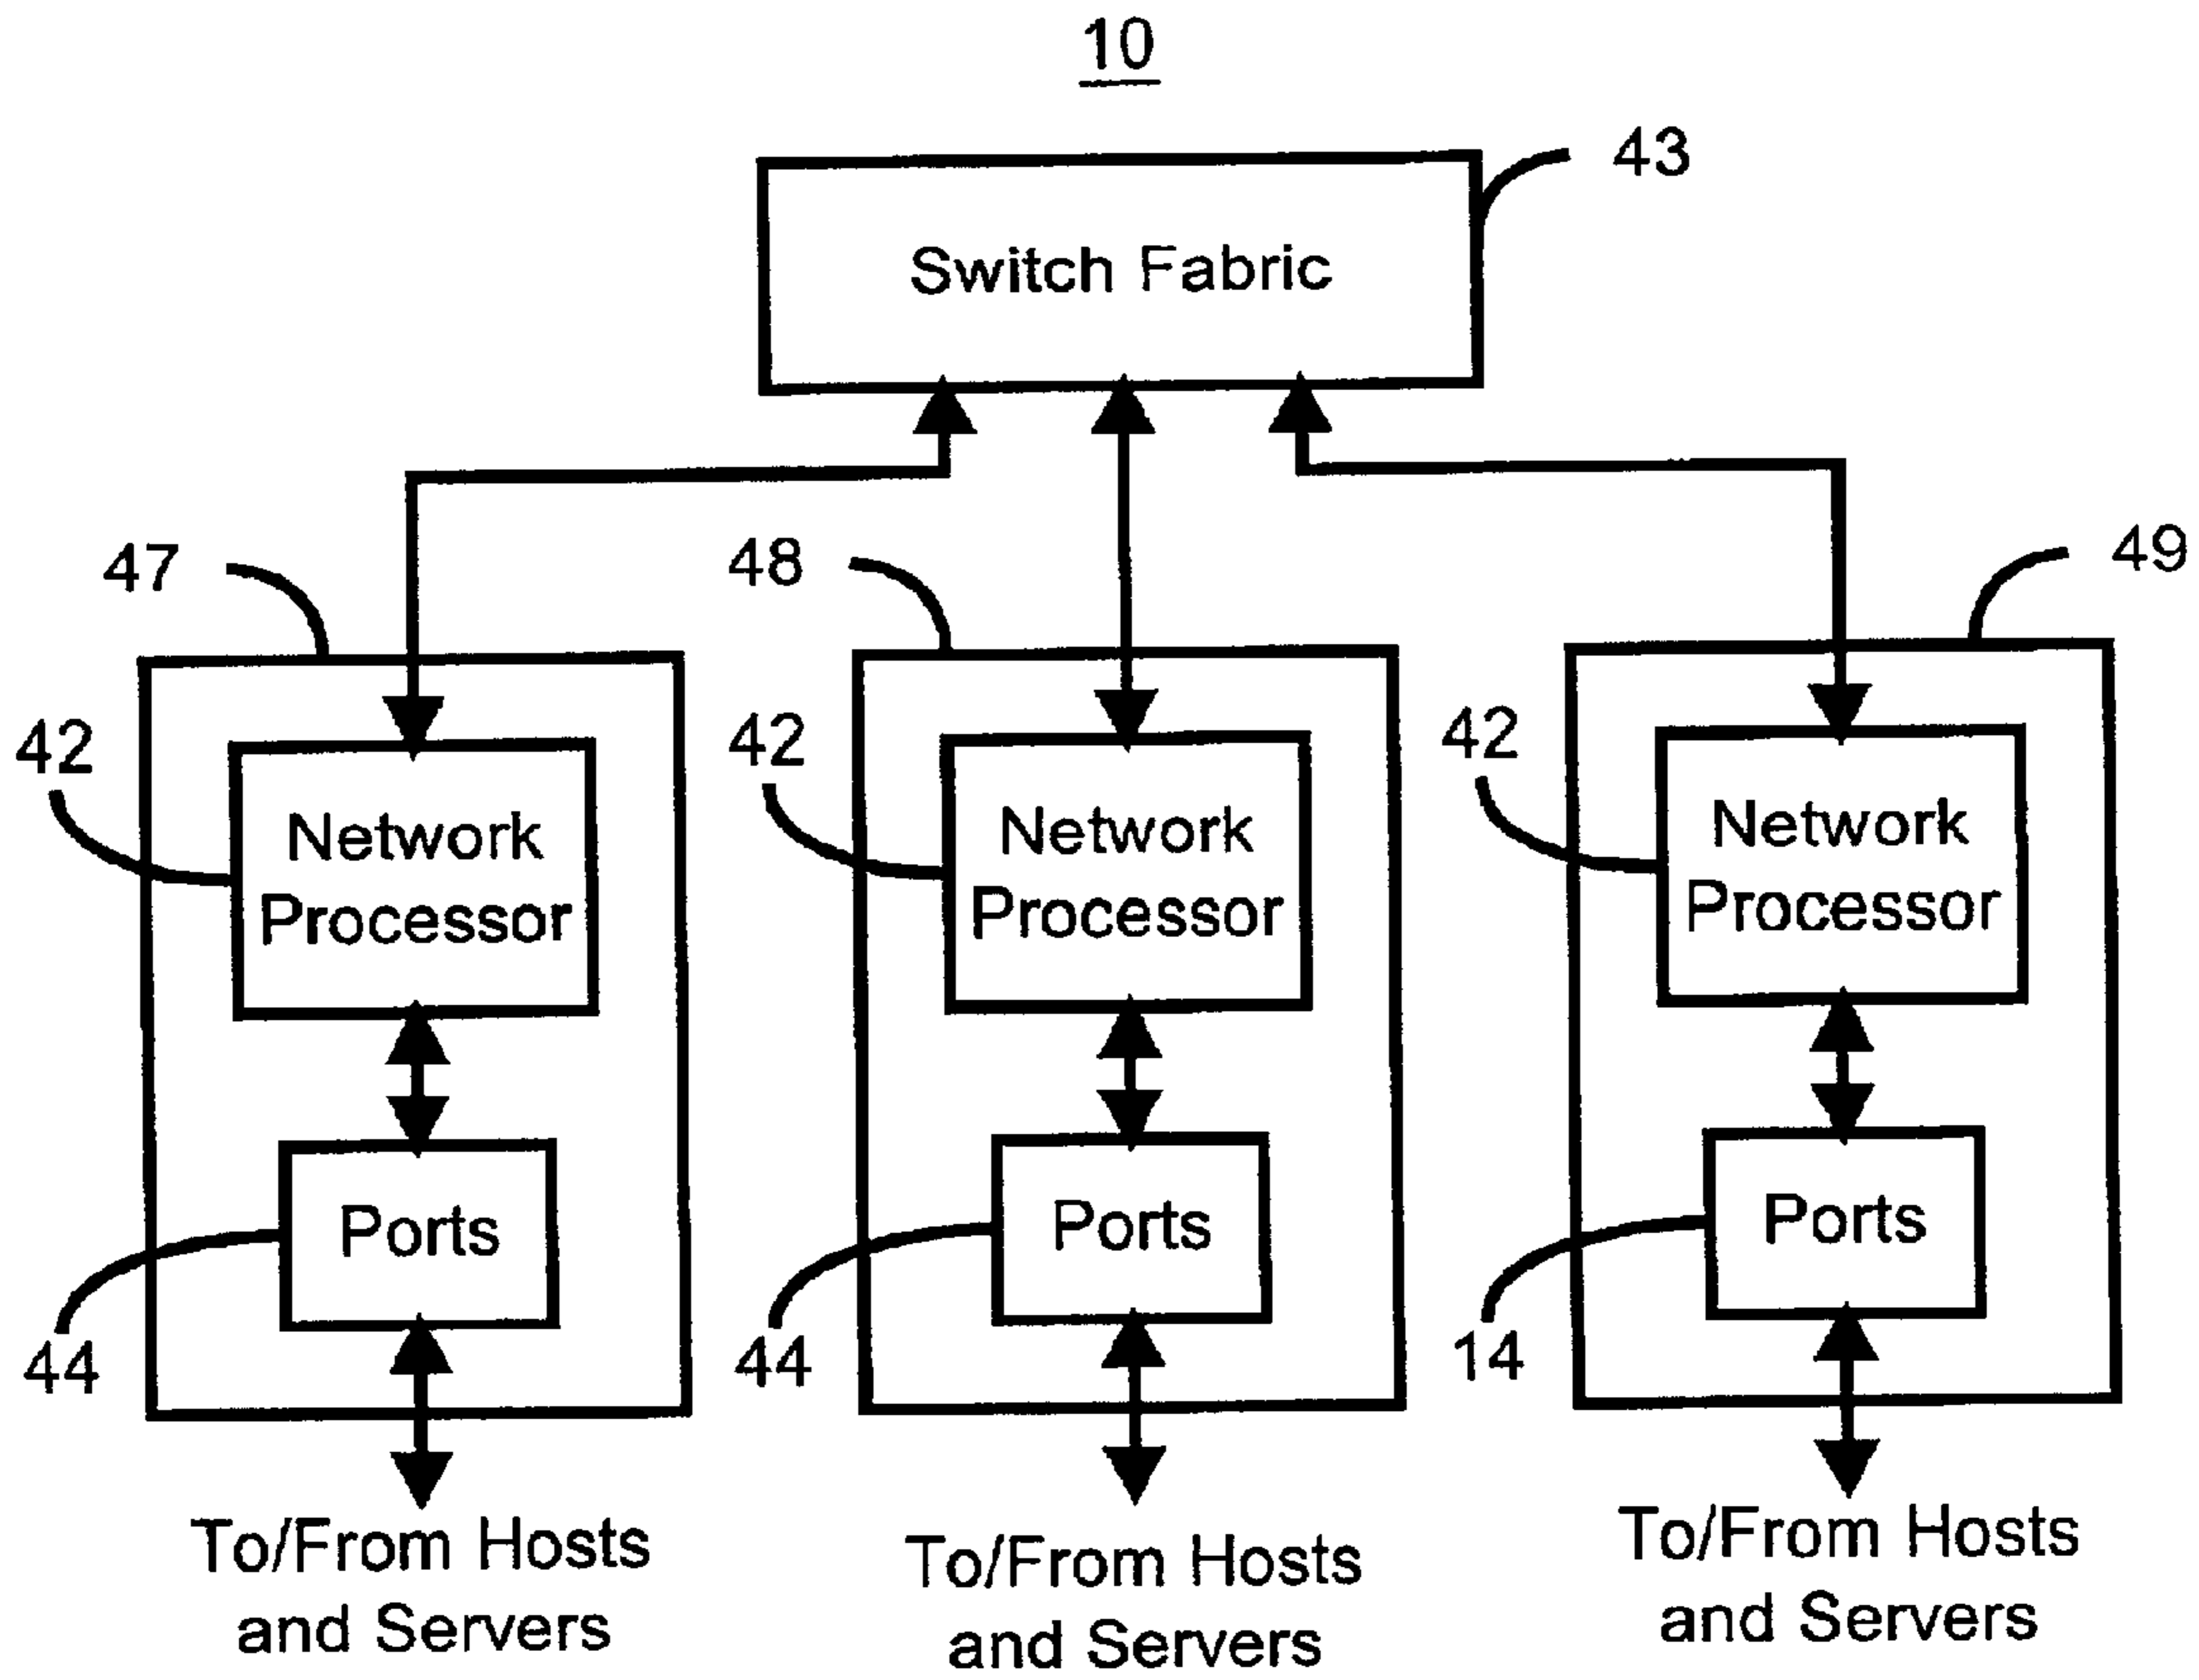 10
43
Switch Fabric
47
48
49
42
42
42
Network
Processor
Network
Processor
Network
Processor
Ports
Ports
Ports
44
44
14
To/From Hosts
and Servers
To/From Hosts
and Servers
To/From Hosts
and Servers